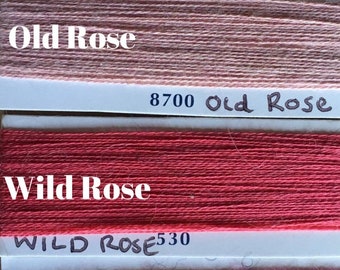 Old Rose
8700 Old Rose
Wild Rose
WILD ROSE 530